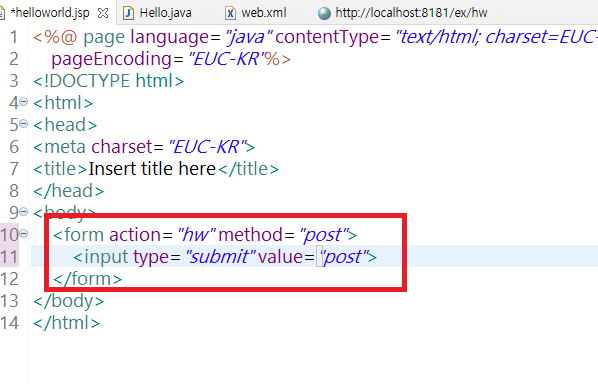 *helloworld.jsp Hello.java web.xml http://localhost:8181/ex/hw
1 <%@ page language="java" contentType="text/html; charset=EUC-
2 pageEncoding="EUC-KR"%>
3 <!DOCTYPE html>
4 <html>
5 <head>
6 <meta charset="EUC-KR">
7 <title>Insert title here</title>
8 </head>
9 <body>
10 <form action="hw" method="post">
11 <input type="submit" value="post">
12 </form>
13 </body>
14 </html>